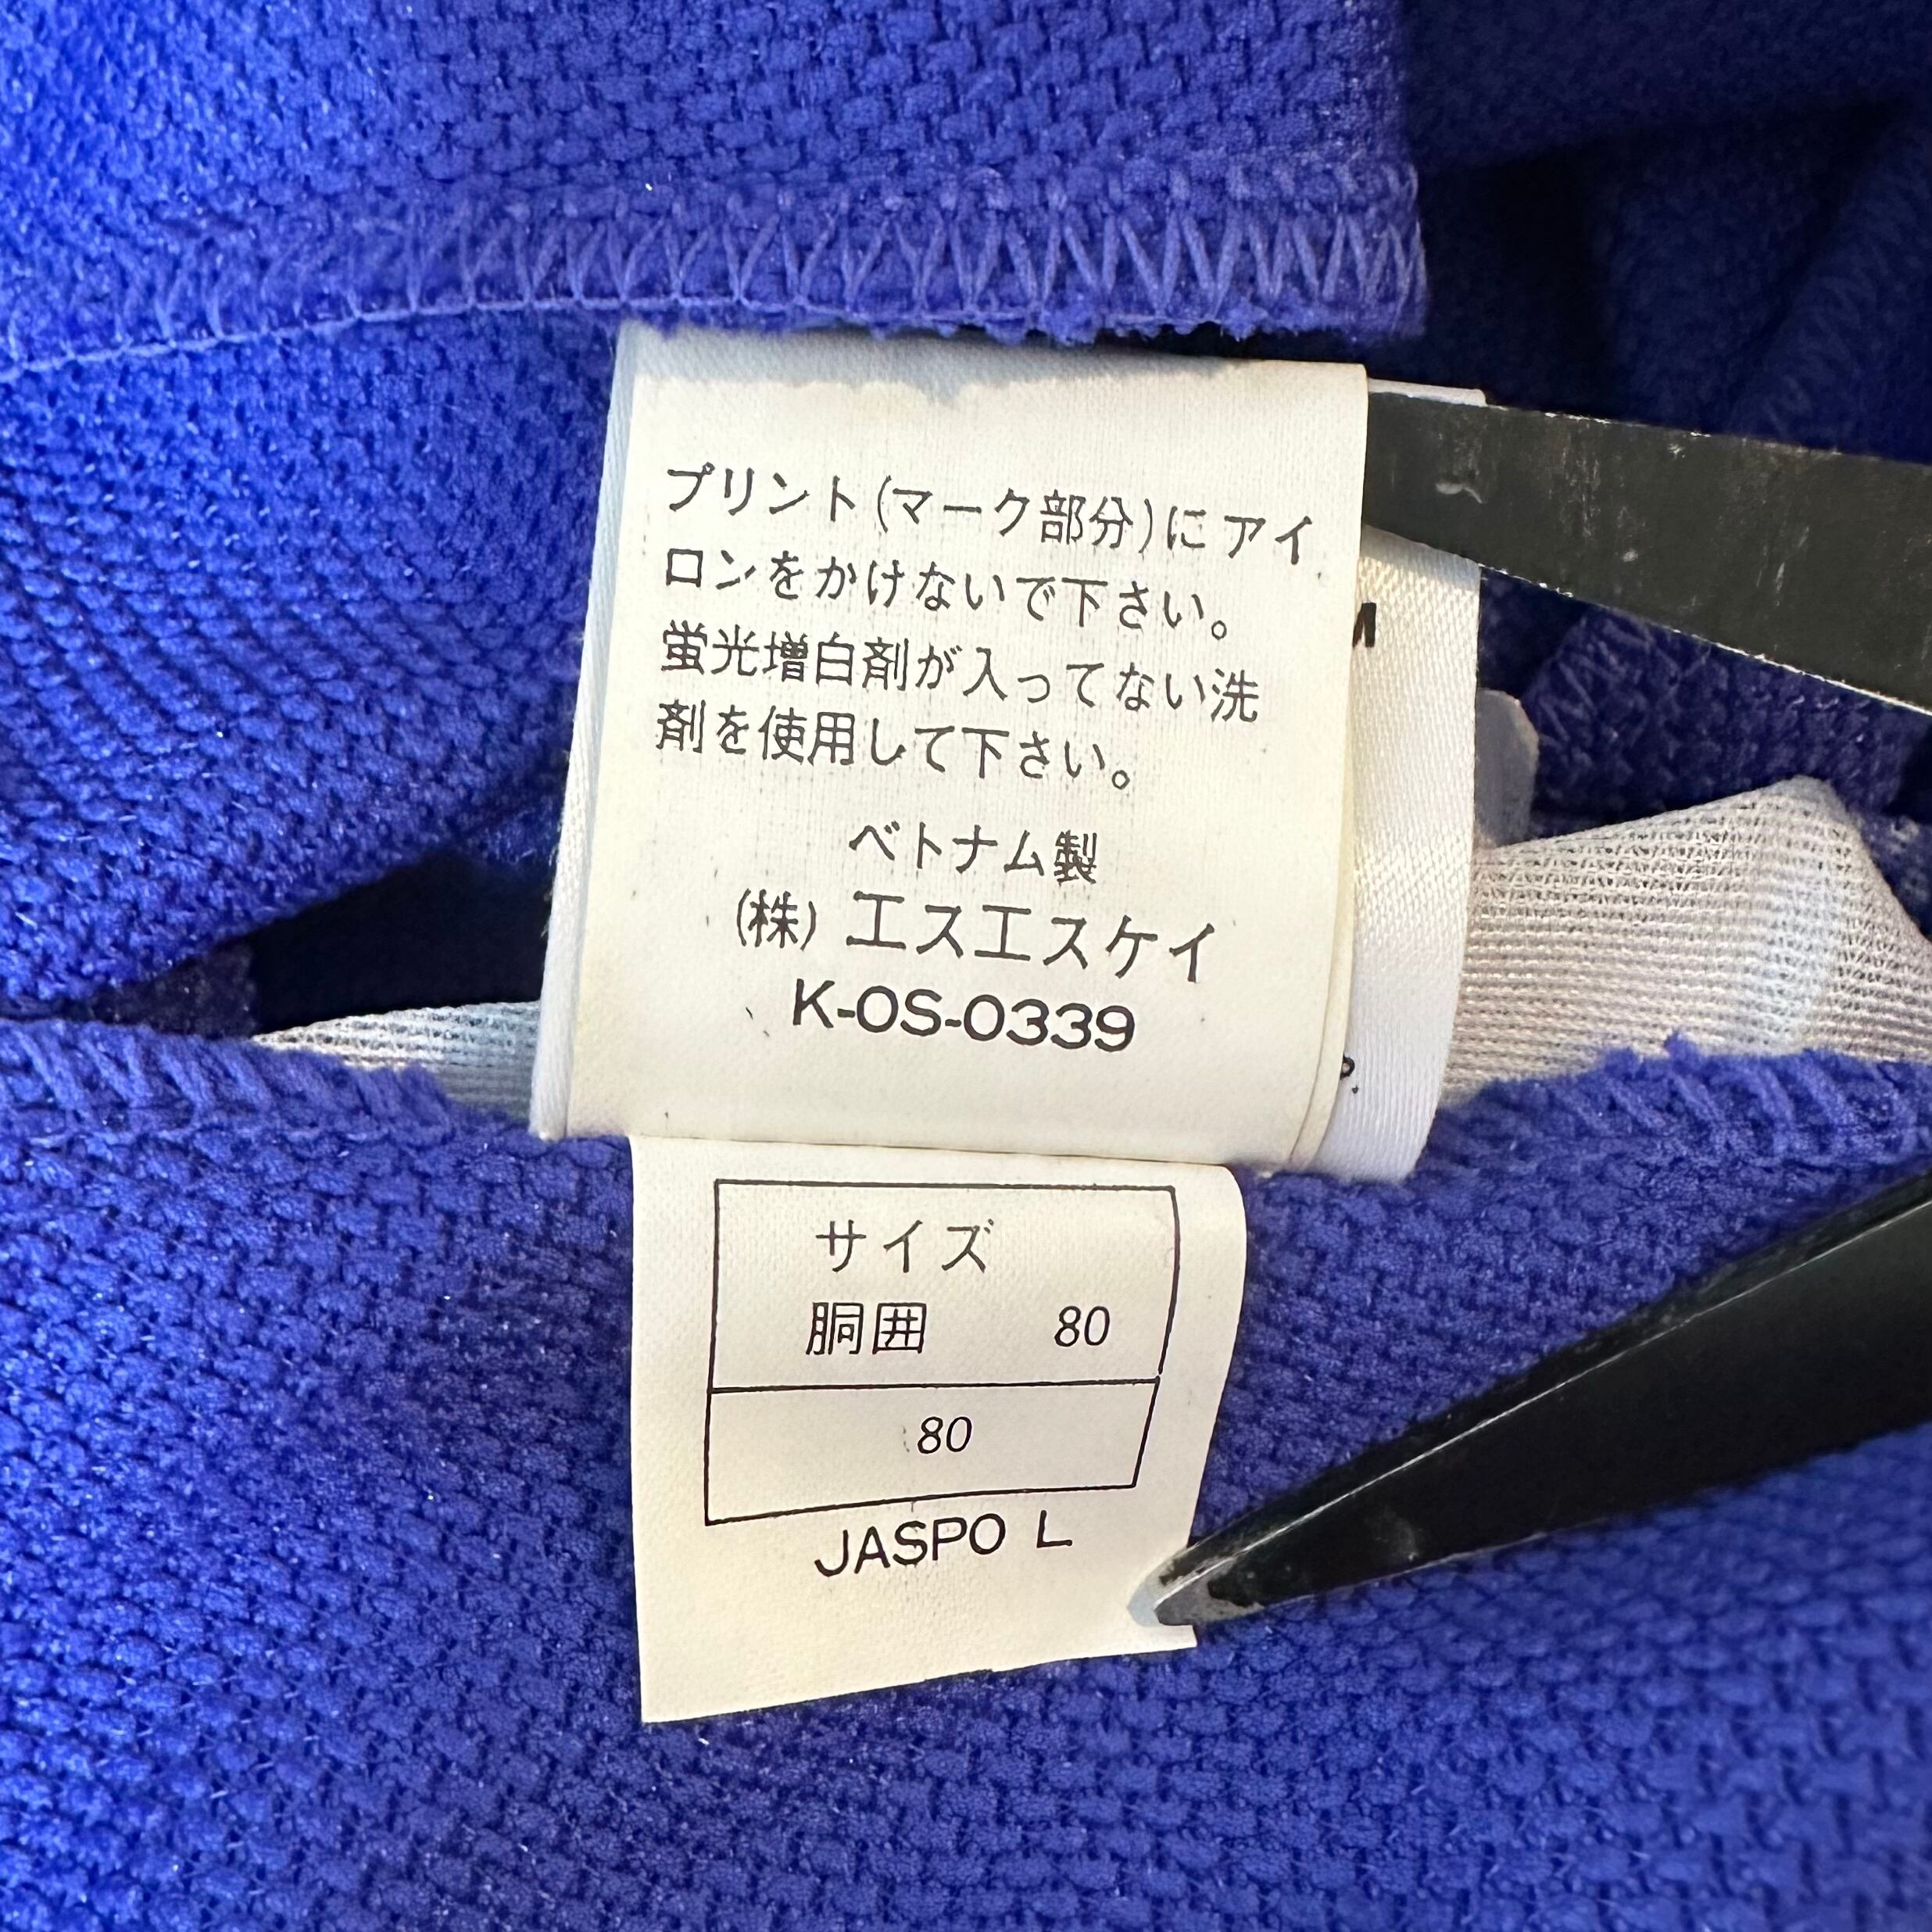 プリント(マーク部分)にアイ
ロンをかけないで下さい。
蛍光増白剤が入ってない洗
剤を使用して下さい。
ベトナム製
(株) エスエスケイ
K-OS-0339
サイズ
胴囲 80
80
JASPO L